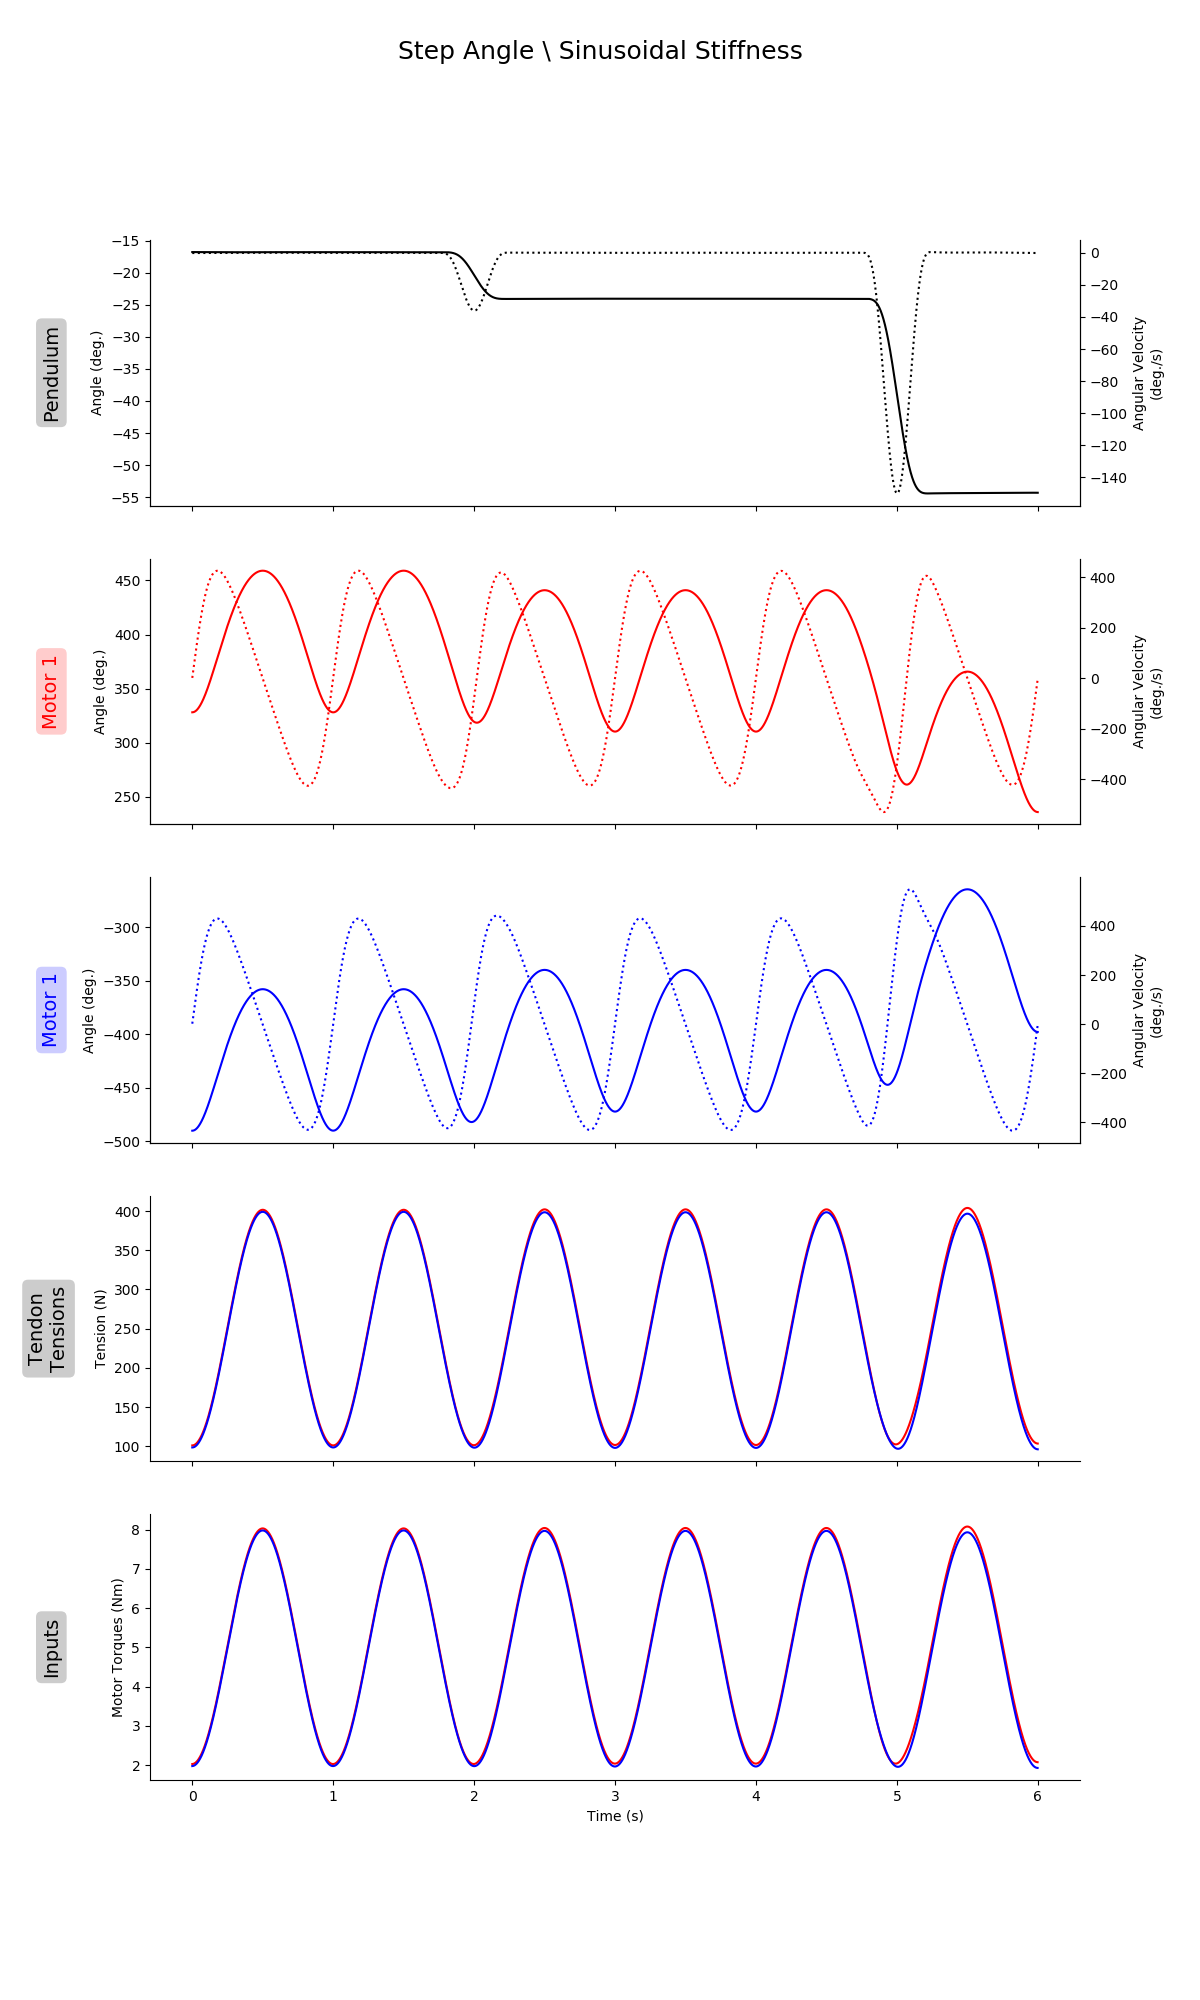 Step Angle \ Sinusoidal Stiffness
Pendulum
Angle (deg.)
−15
−20
−25
−30
−35
−40
−45
−50
−55
0
−20
−40
−60
−80
−100
−120
−140
Angular Velocity
(deg./s)
Motor 1
Angle (deg.)
450
400
350
300
250
400
200
0
−200
−400
Angular Velocity
(deg./s)
Motor 1
Angle (deg.)
−300
−350
−400
−450
−500
400
200
0
−200
−400
Angular Velocity
(deg./s)
Tendon
Tensions
Tension (N)
400
350
300
250
200
150
100
Inputs
Motor Torques (Nm)
8
7
6
5
4
3
2
0 1 2 3 4 5 6
Time (s)